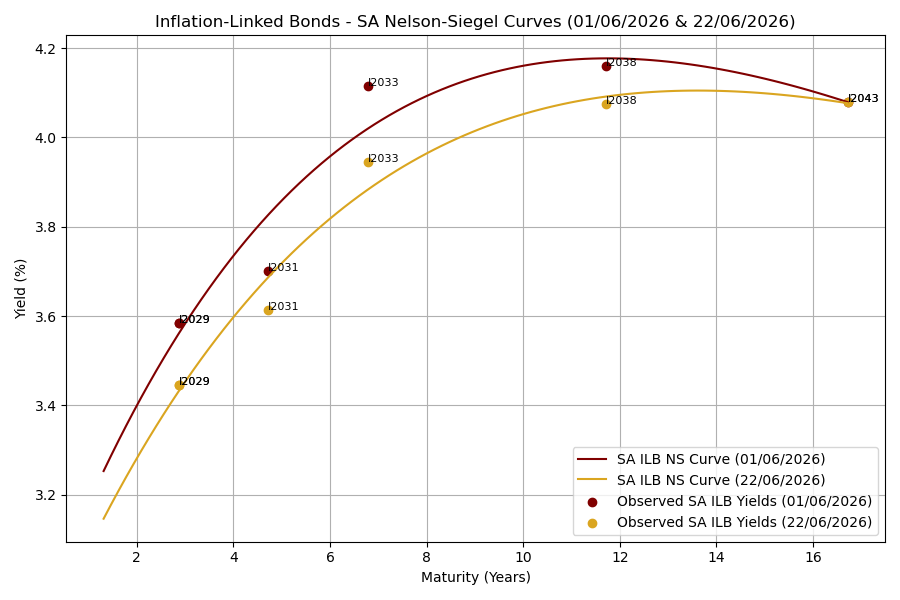 Inflation-Linked Bonds - SA Nelson-Siegel Curves (01/06/2026 & 22/06/2026)
Yield (%)
4.2
4.0
3.8
3.6
3.4
3.2
I2029
I2029
I2031
I2031
I2033
I2033
I2038
I2038
I2043
SA ILB NS Curve (01/06/2026)
SA ILB NS Curve (22/06/2026)
Observed SA ILB Yields (01/06/2026)
Observed SA ILB Yields (22/06/2026)
2 4 6 8 10 12 14 16
Maturity (Years)